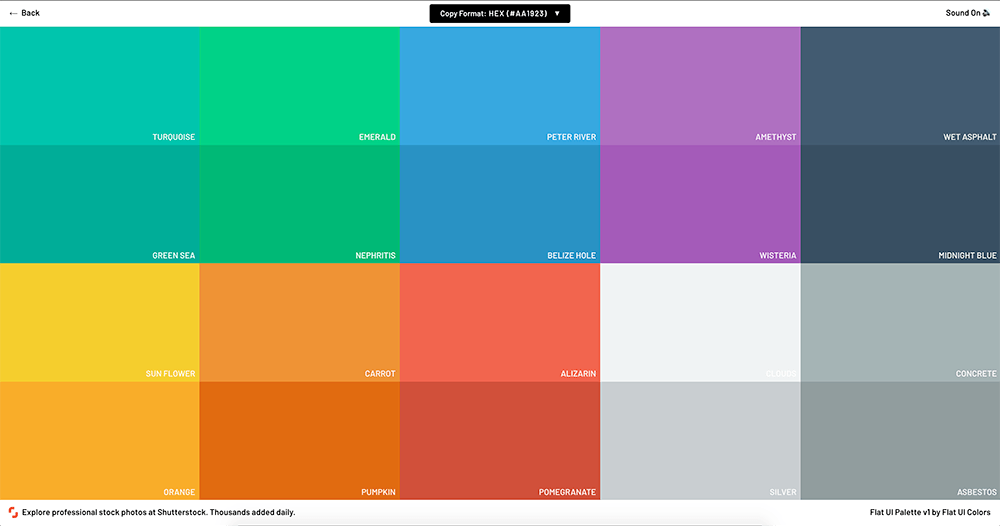 ← Back
Copy Format: HEX (#AA1923) ▼
Sound On
TURQUOISE
EMERALD
PETER RIVER
AMETHYST
WET ASPHALT
GREEN SEA
NEPHRITIS
BELIZE HOLE
WISTERIA
MIDNIGHT BLUE
SUN FLOWER
CARROT
ALIZARIN
CLOUDS
CONCRETE
ORANGE
PUMPKIN
POMEGRANATE
SILVER
ASBESTOS
Explore professional stock photos at Shutterstock. Thousands added daily.
Flat UI Palette v1 by Flat UI Colors